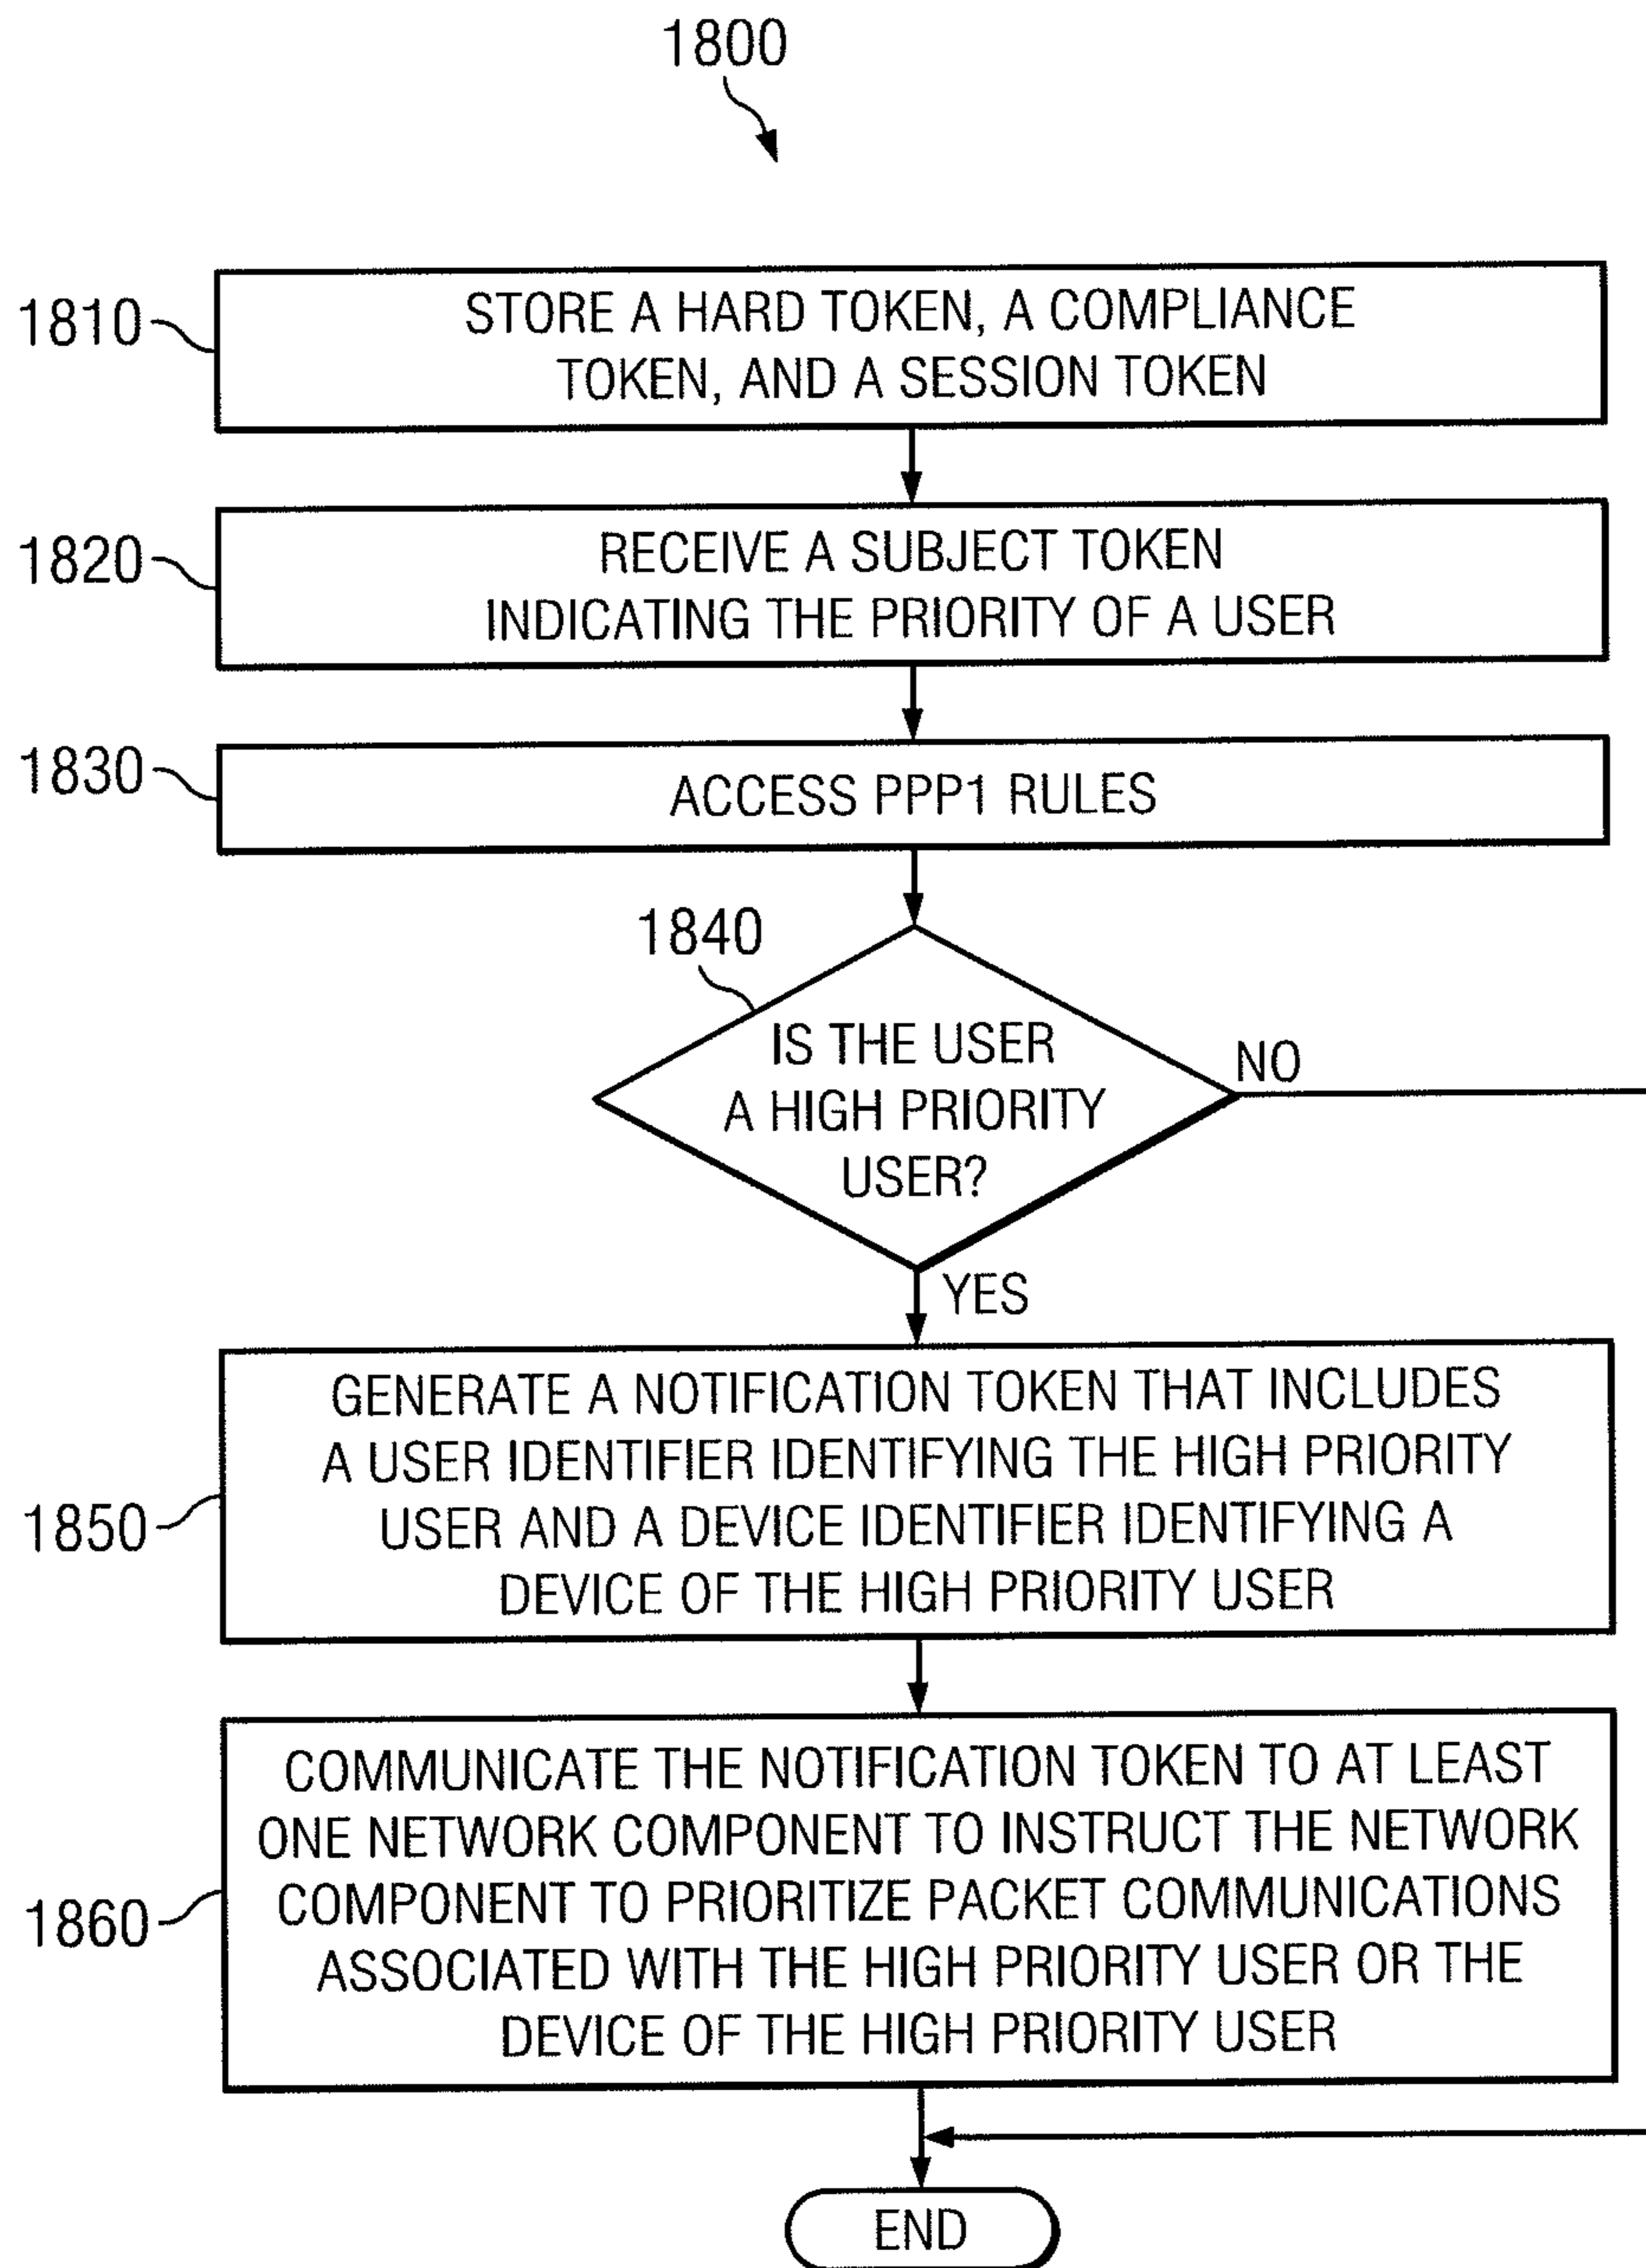 1800
1810
STORE A HARD TOKEN, A COMPLIANCE
TOKEN, AND A SESSION TOKEN
1820
RECEIVE A SUBJECT TOKEN
INDICATING THE PRIORITY OF A USER
1830
ACCESS PPP1 RULES
1840
IS THE USER
A HIGH PRIORITY
USER?
NO
YES
1850
GENERATE A NOTIFICATION TOKEN THAT INCLUDES
A USER IDENTIFIER IDENTIFYING THE HIGH PRIORITY
USER AND A DEVICE IDENTIFIER IDENTIFYING A
DEVICE OF THE HIGH PRIORITY USER
1860
COMMUNICATE THE NOTIFICATION TOKEN TO AT LEAST
ONE NETWORK COMPONENT TO INSTRUCT THE NETWORK
COMPONENT TO PRIORITIZE PACKET COMMUNICATIONS
ASSOCIATED WITH THE HIGH PRIORITY USER OR THE
DEVICE OF THE HIGH PRIORITY USER
END